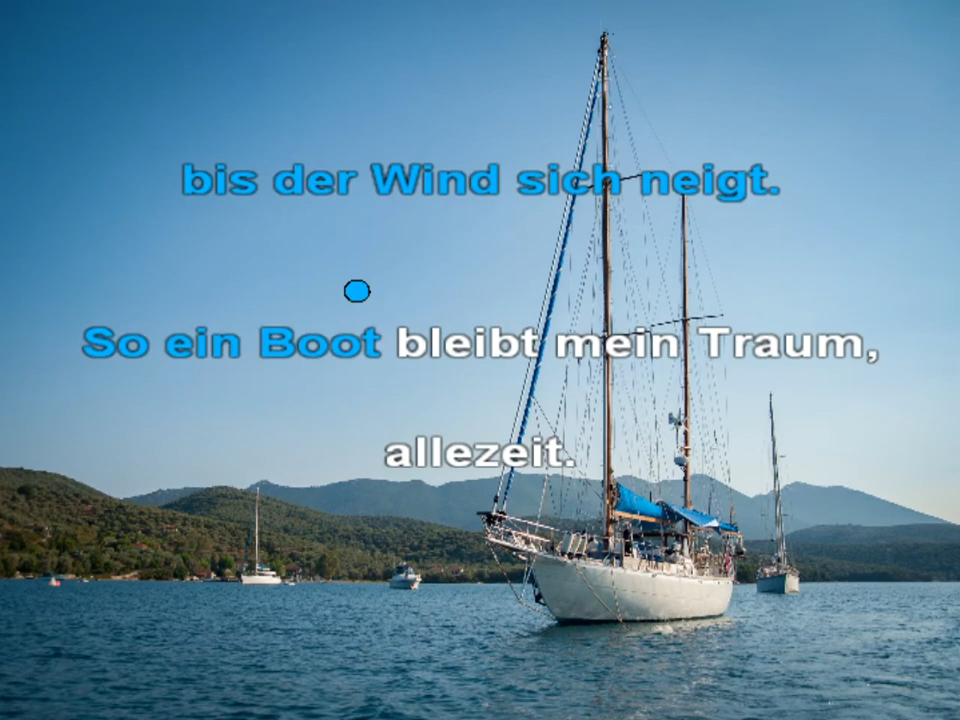 bis der Wind sich neigt.
So ein Boot bleibt mein Traum,
allezeit.